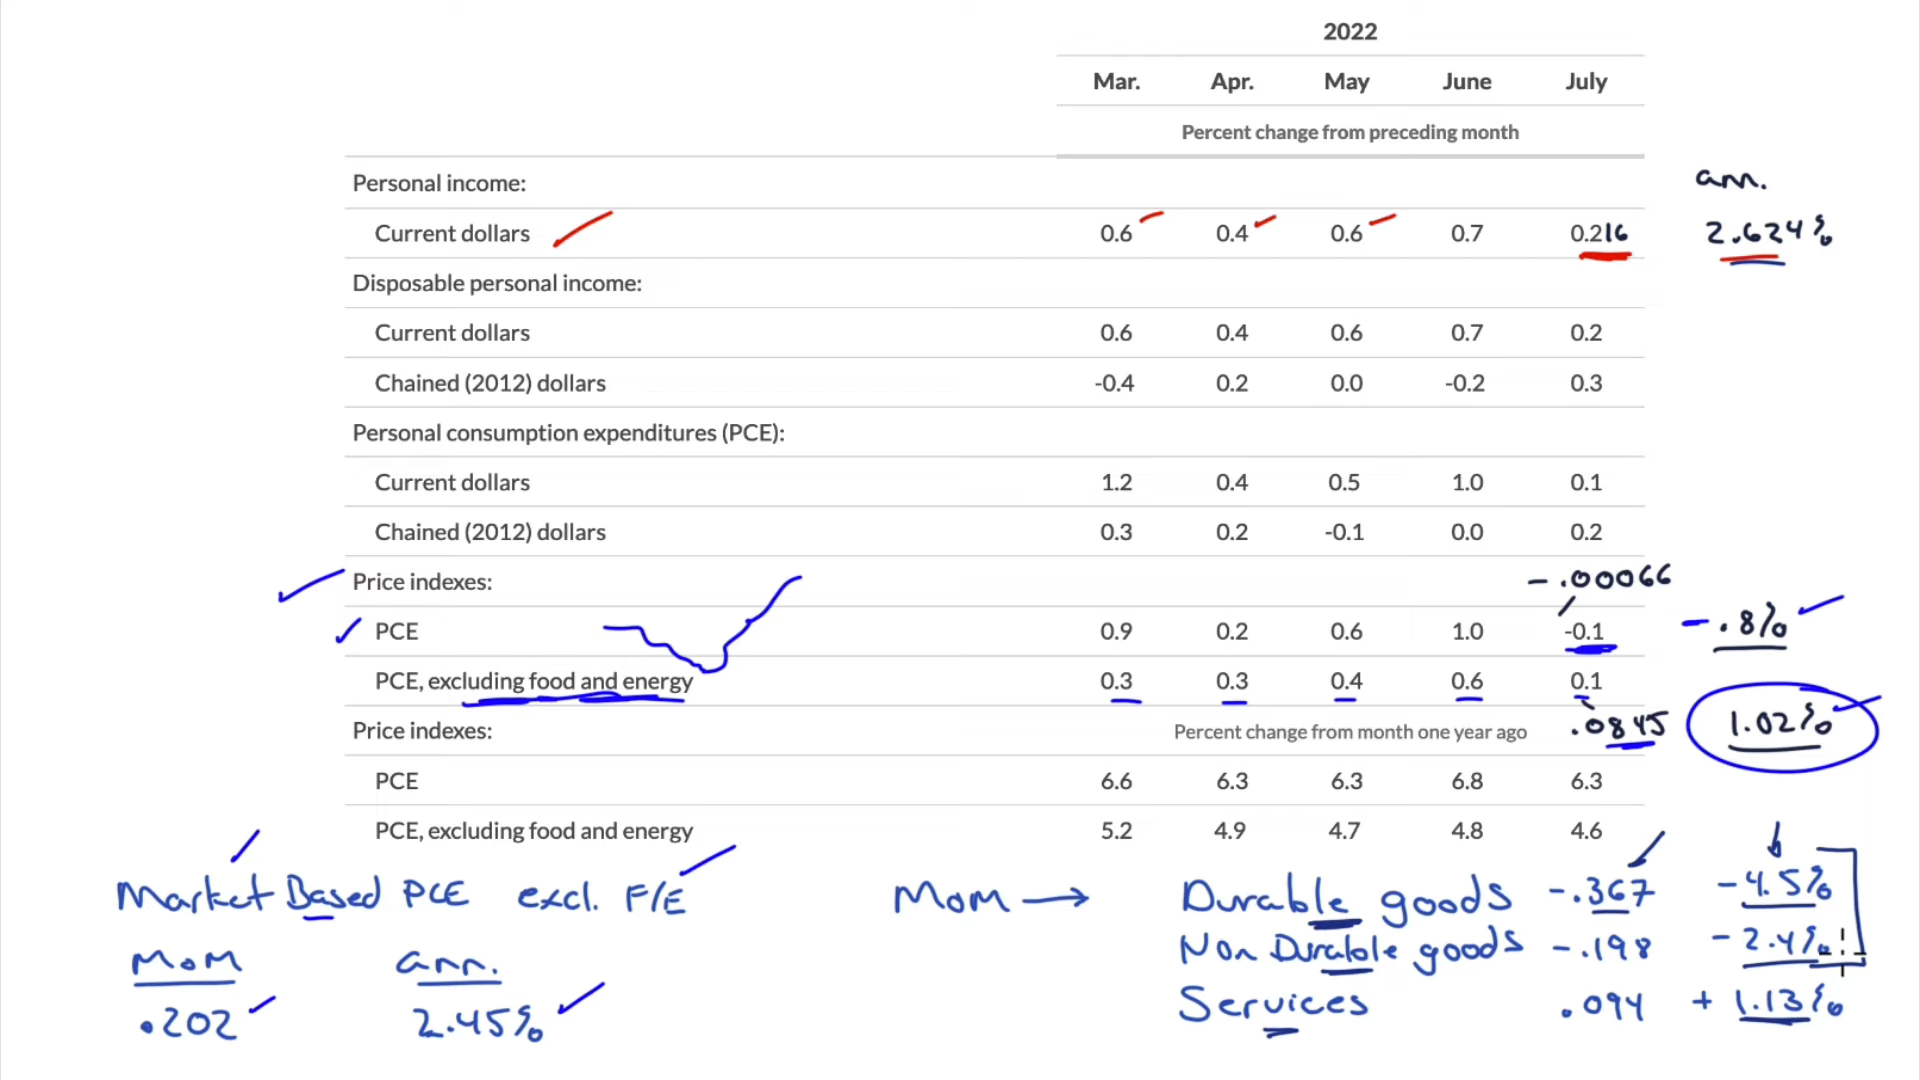 2022
Mar. Apr. May June July
Percent change from preceding month
Personal income: ann.
Current dollars 0.6 0.4 0.6 0.7 0.216 2.624%
Disposable personal income:
Current dollars 0.6 0.4 0.6 0.7 0.2
Chained (2012) dollars -0.4 0.2 0.0 -0.2 0.3
Personal consumption expenditures (PCE):
Current dollars 1.2 0.4 0.5 1.0 0.1
Chained (2012) dollars 0.3 0.2 -0.1 0.0 0.2
Price indexes: -.00066
PCE 0.9 0.2 0.6 1.0 -0.1 -.8%
PCE, excluding food and energy 0.3 0.3 0.4 0.6 0.1
Price indexes: Percent change from month one year ago .0845 1.02%
PCE 6.6 6.3 6.3 6.8 6.3
PCE, excluding food and energy 5.2 4.9 4.7 4.8 4.6
Market Based PCE excl. F/E MoM → Durable goods -.367 -4.5%
MoM ann. Non Durable goods -.198 -2.4%
.202 2.45% Services .094 + 1.13%